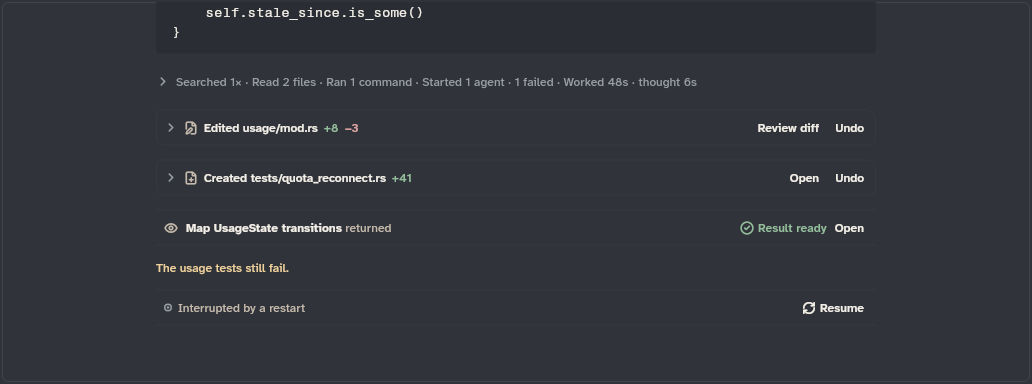 self.stale_since.is_some()
}
Searched 1× · Read 2 files · Ran 1 command · Started 1 agent · 1 failed · Worked 48s · thought 6s
Edited usage/mod.rs +8 −3 Review diff Undo
Created tests/quota_reconnect.rs +41 Open Undo
Map UsageState transitions returned Result ready Open
The usage tests still fail.
Interrupted by a restart Resume